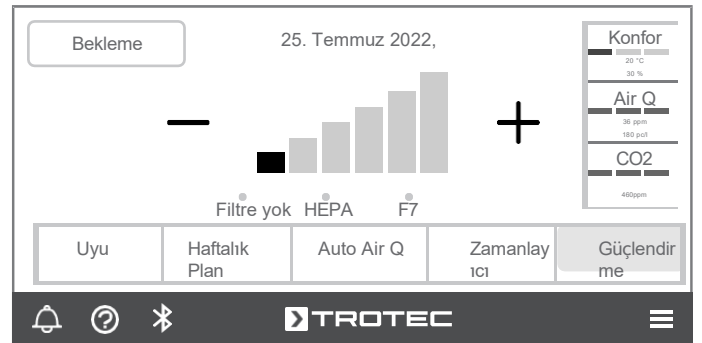 Bekleme
25. Temmuz 2022,
Konfor
20 °C
30 %
Air Q
36 ppm
180 pc/l
CO2
460ppm
Filtre yok HEPA F7
Uyu
Haftalık
Plan
Auto Air Q
Zamanlay
ıcı
Güçlendir
me
TROTEC